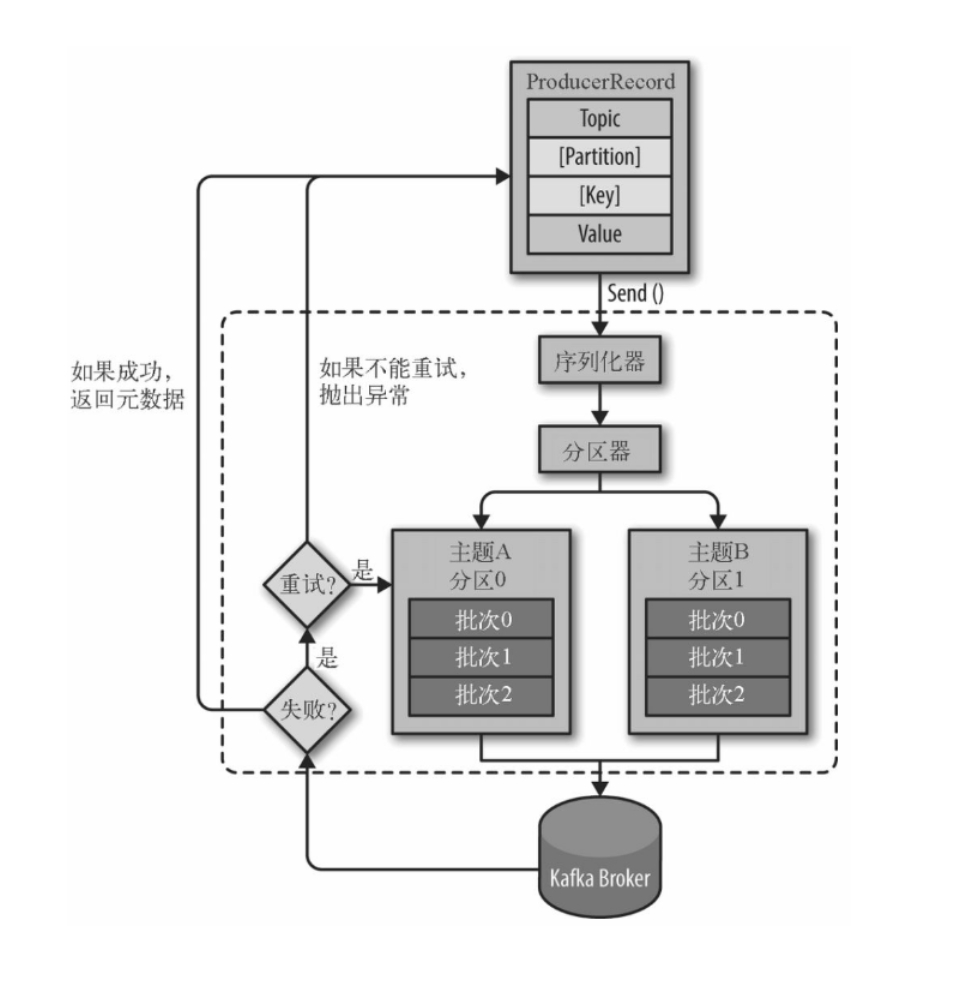 ProducerRecord
Topic
[Partition]
[Key]
Value
Send ()
如果成功，
返回元数据
如果不能重试，
抛出异常
序列化器
分区器
主题A
分区0
批次0
批次1
批次2
主题B
分区1
批次0
批次1
批次2
重试?
是
是
失败?
Kafka Broker